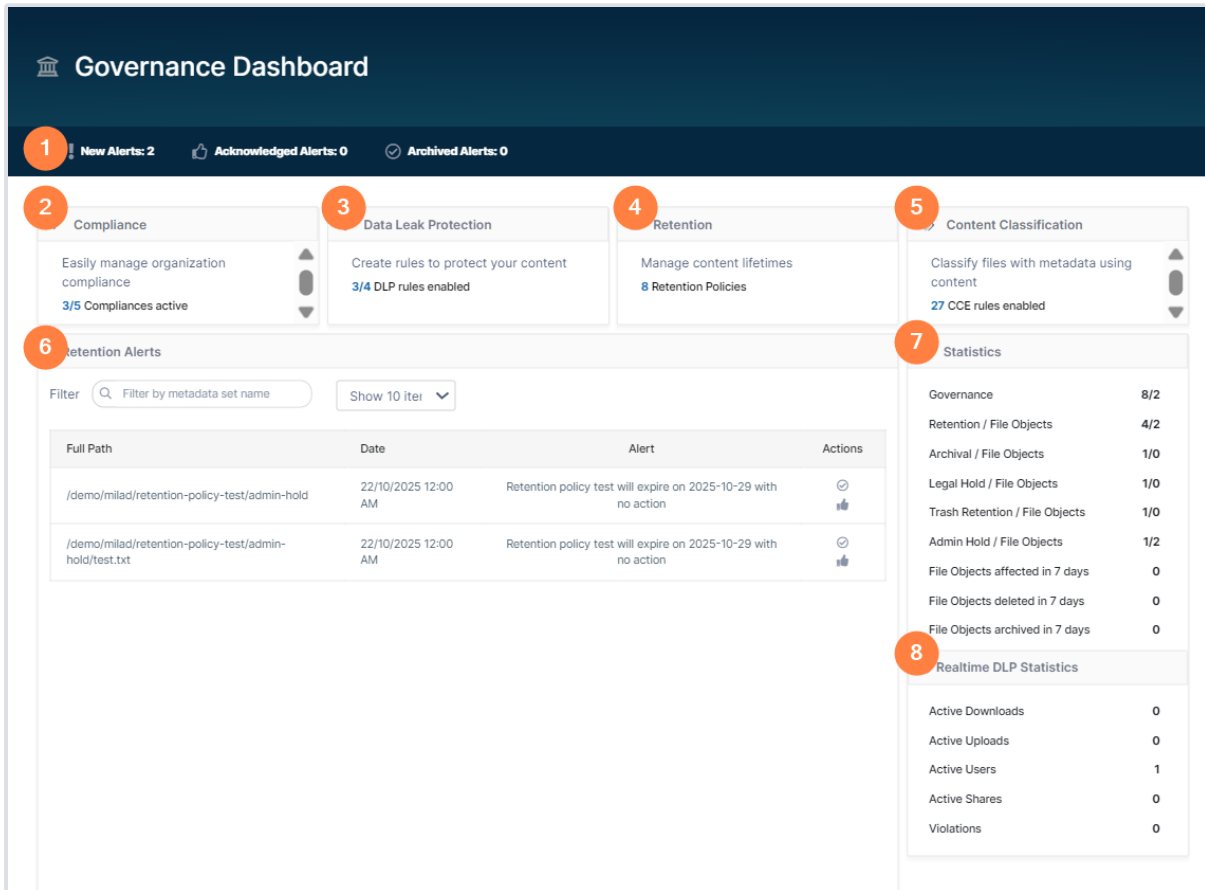 Governance Dashboard
1 New Alerts: 2 Acknowledged Alerts: 0 Archived Alerts: 0
2 Compliance
Easily manage organization
compliance
3/5 Compliances active
3 Data Leak Protection
Create rules to protect your content
3/4 DLP rules enabled
4 Retention
Manage content lifetimes
8 Retention Policies
5 Content Classification
Classify files with metadata using
content
27 CCE rules enabled
6 Retention Alerts
Filter Filter by metadata set name Show 10 iter
Full Path Date Alert Actions
/demo/milad/retention-policy-test/admin-hold 22/10/2025 12:00 Retention policy test will expire on 2025-10-29 with
AM no action
/demo/milad/retention-policy-test/admin- 22/10/2025 12:00 Retention policy test will expire on 2025-10-29 with
hold/test.txt AM no action
7 Statistics
Governance 8/2
Retention / File Objects 4/2
Archival / File Objects 1/0
Legal Hold / File Objects 1/0
Trash Retention / File Objects 1/0
Admin Hold / File Objects 1/2
File Objects affected in 7 days 0
File Objects deleted in 7 days 0
File Objects archived in 7 days 0
8 Realtime DLP Statistics
Active Downloads 0
Active Uploads 0
Active Users 1
Active Shares 0
Violations 0